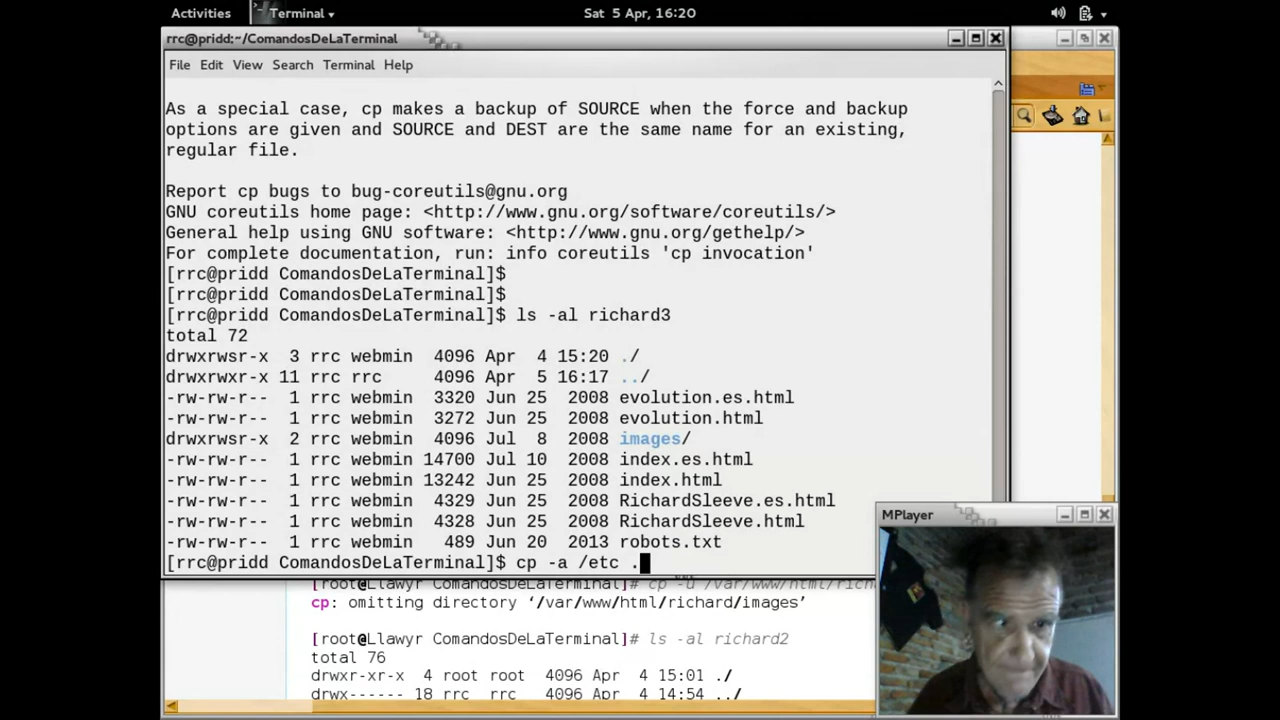 Activities
Terminal
Sat 5 Apr, 16:20
rrc@pridd:~/ComandosDeLaTerminal
File Edit View Search Terminal Help
As a special case, cp makes a backup of SOURCE when the force and backup
options are given and SOURCE and DEST are the same name for an existing,
regular file.
Report cp bugs to bug-coreutils@gnu.org
GNU coreutils home page: <http://www.gnu.org/software/coreutils/>
General help using GNU software: <http://www.gnu.org/gethelp/>
For complete documentation, run: info coreutils 'cp invocation'
[rrc@pridd ComandosDeLaTerminal]$
[rrc@pridd ComandosDeLaTerminal]$
[rrc@pridd ComandosDeLaTerminal]$ ls -al richard3
total 72
drwxrwsr-x  3 rrc webmin  4096 Apr  4 15:20 ./
drwxrwxr-x 11 rrc rrc     4096 Apr  5 16:17 ../
-rw-rw-r--  1 rrc webmin  3320 Jun 25  2008 evolution.es.html
-rw-rw-r--  1 rrc webmin  3272 Jun 25  2008 evolution.html
drwxrwsr-x  2 rrc webmin  4096 Jul  8  2008 images/
-rw-rw-r--  1 rrc webmin 14700 Jul 10  2008 index.es.html
-rw-rw-r--  1 rrc webmin 13242 Jun 25  2008 index.html
-rw-rw-r--  1 rrc webmin  4329 Jun 25  2008 RichardSleeve.es.html
-rw-rw-r--  1 rrc webmin  4328 Jun 25  2008 RichardSleeve.html
-rw-rw-r--  1 rrc webmin   489 Jun 20  2013 robots.txt
[rrc@pridd ComandosDeLaTerminal]$ cp -a /etc .
MPlayer
[root@Llawyr ComandosDeLaTerminal]# cp -u /var/www/html/rich
cp: omitting directory ‘/var/www/html/richard/images’
[root@Llawyr ComandosDeLaTerminal]# ls -al richard2
total 76
drwxr-xr-x  4 root root  4096 Apr  4 15:01 ./
drwx------ 18 rrc  rrc   4096 Apr  4 14:54 ../